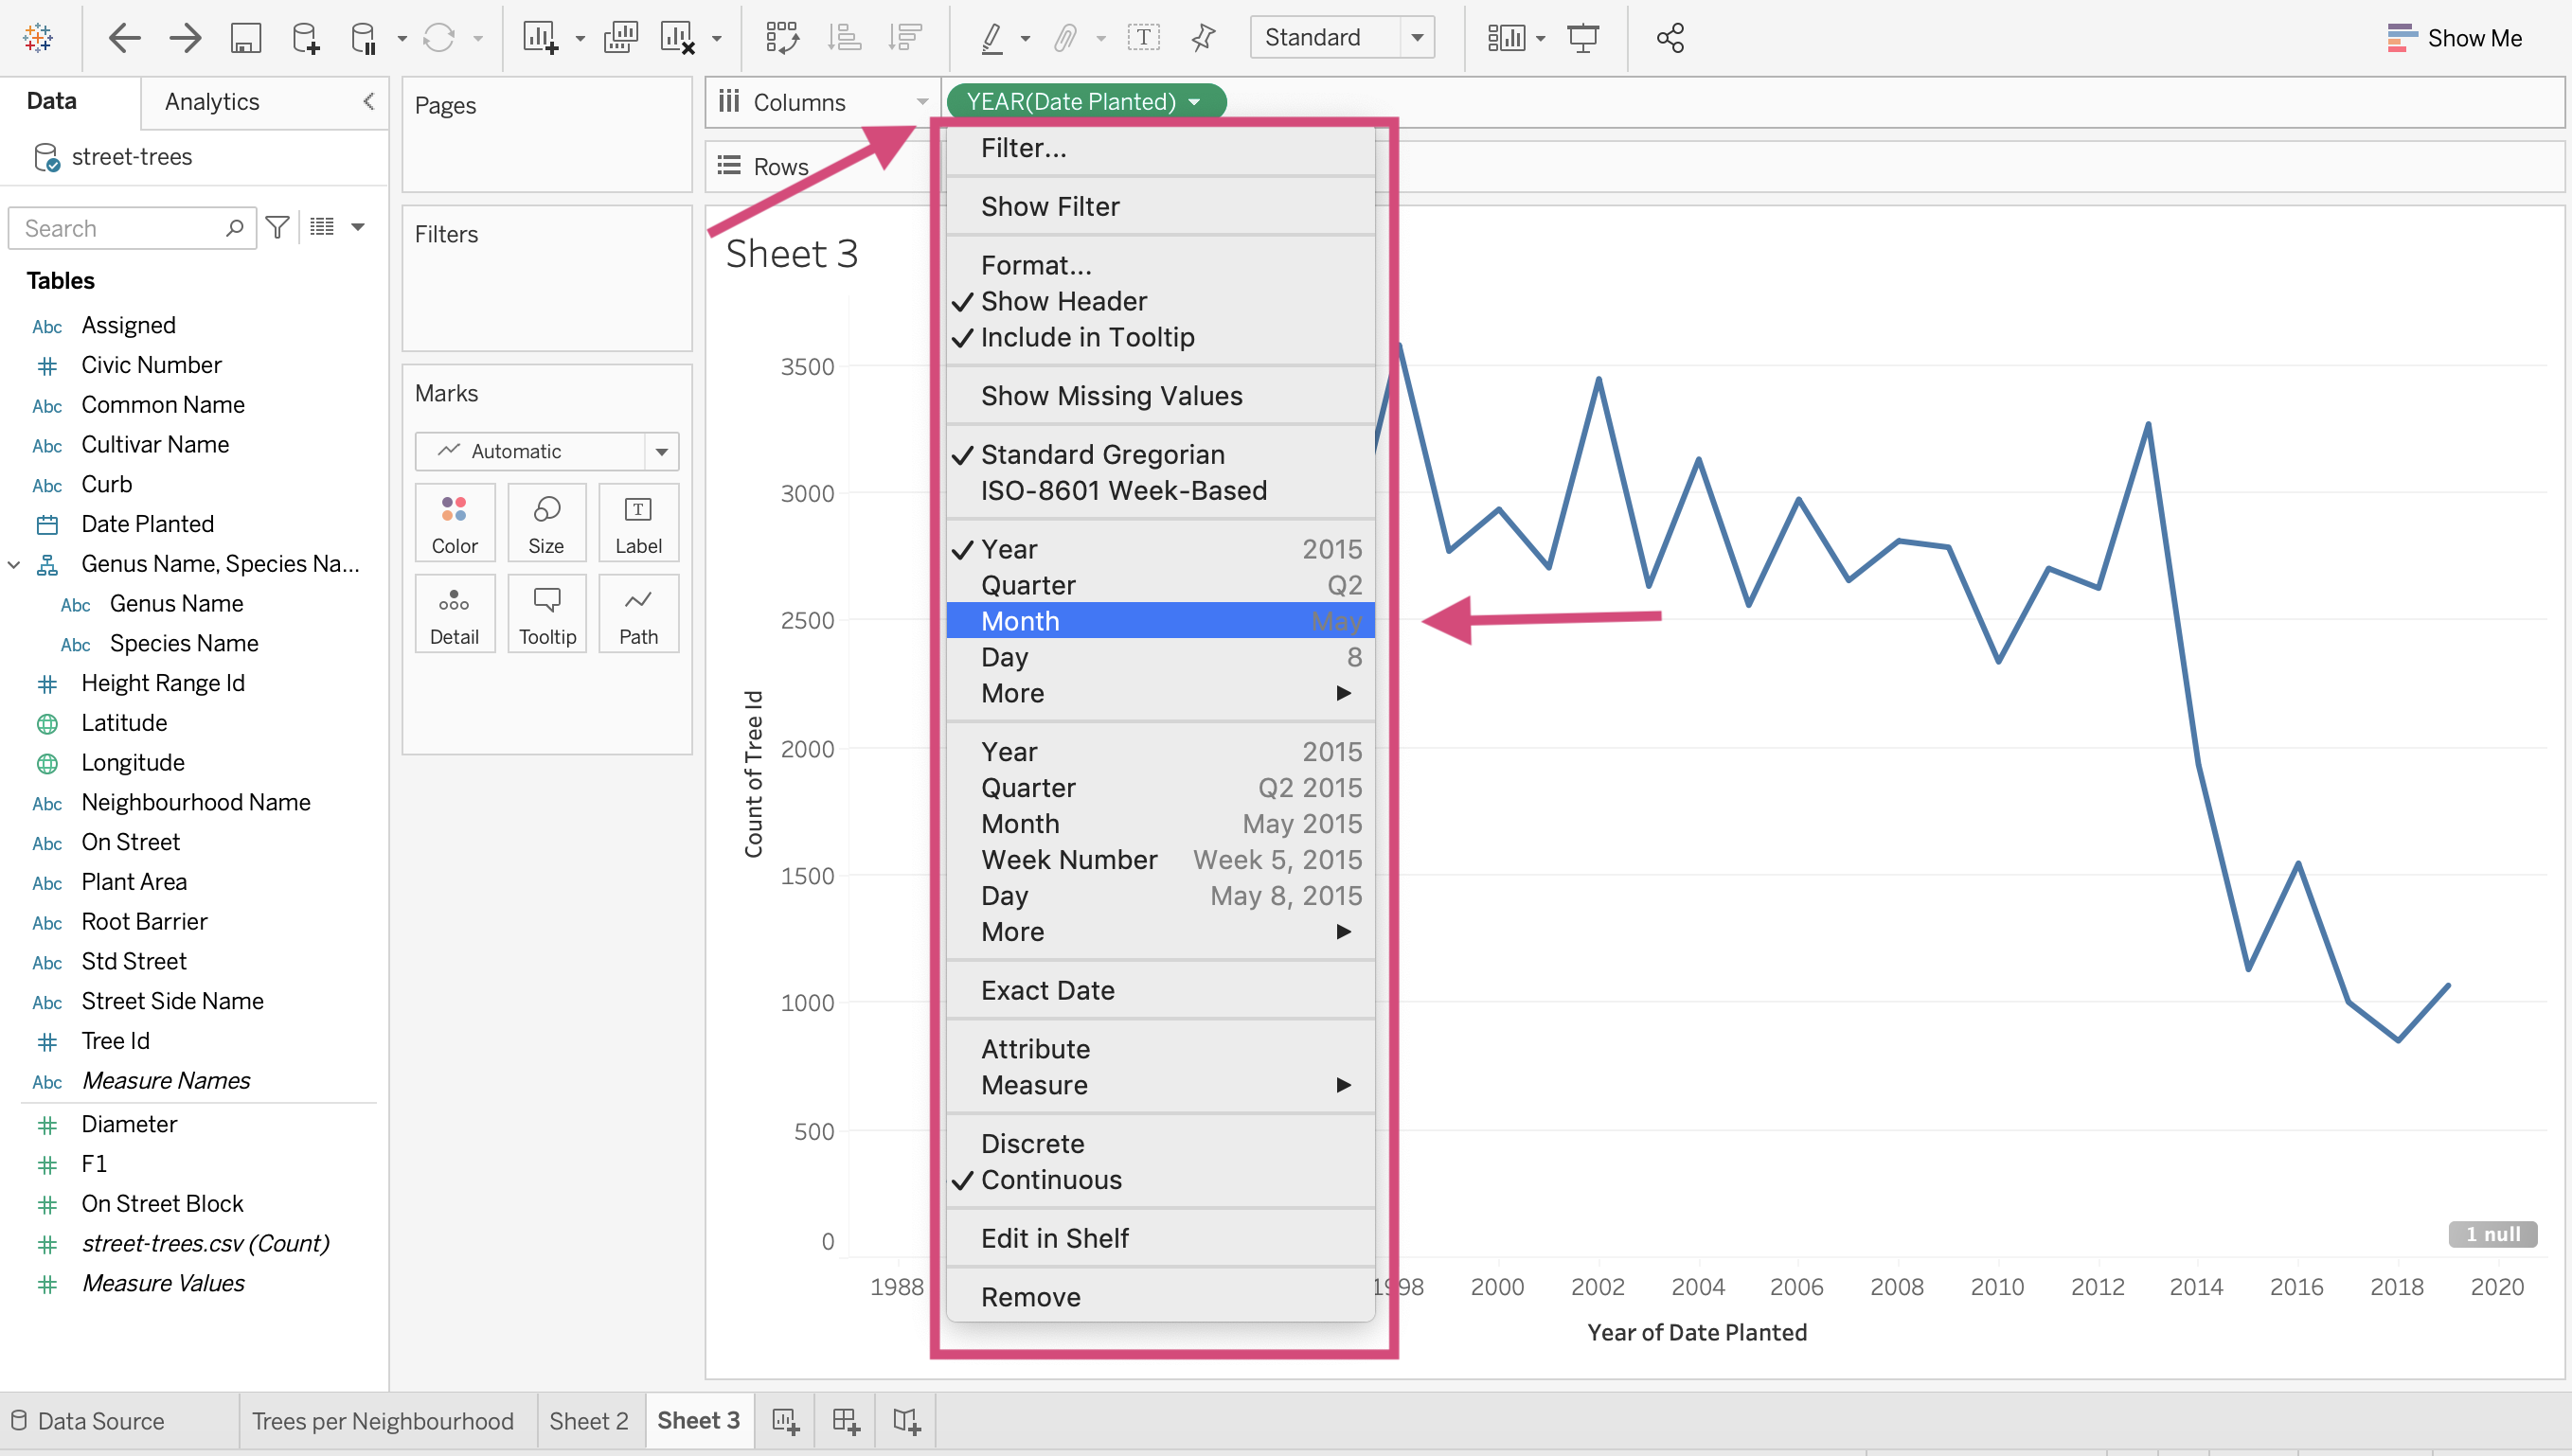 Standard
Show Me
Data
Analytics
street-trees
Search
Tables
Abc Assigned
Civic Number
Abc Common Name
Abc Cultivar Name
Abc Curb
Date Planted
Genus Name, Species Na...
Abc Genus Name
Abc Species Name
Height Range Id
Latitude
Longitude
Abc Neighbourhood Name
Abc On Street
Abc Plant Area
Abc Root Barrier
Abc Std Street
Abc Street Side Name
Tree Id
Abc Measure Names
Diameter
F1
On Street Block
street-trees.csv (Count)
Measure Values
Pages
Filters
Marks
Automatic
Color Size T Label
Detail Tooltip Path
Columns
YEAR(Date Planted)
Rows
Sheet 3
Filter...
Show Filter
Format...
Show Header
Include in Tooltip
Show Missing Values
Standard Gregorian
ISO-8601 Week-Based
Year 2015
Quarter Q2
Month May
Day 8
More
Year 2015
Quarter Q2 2015
Month May 2015
Week Number Week 5, 2015
Day May 8, 2015
More
Exact Date
Attribute
Measure
Discrete
Continuous
Edit in Shelf
Remove
Count of Tree Id
3500
3000
2500
2000
1500
1000
500
0
1 null
1988 1998 2000 2002 2004 2006 2008 2010 2012 2014 2016 2018 2020
Year of Date Planted
Data Source
Trees per Neighbourhood
Sheet 2
Sheet 3